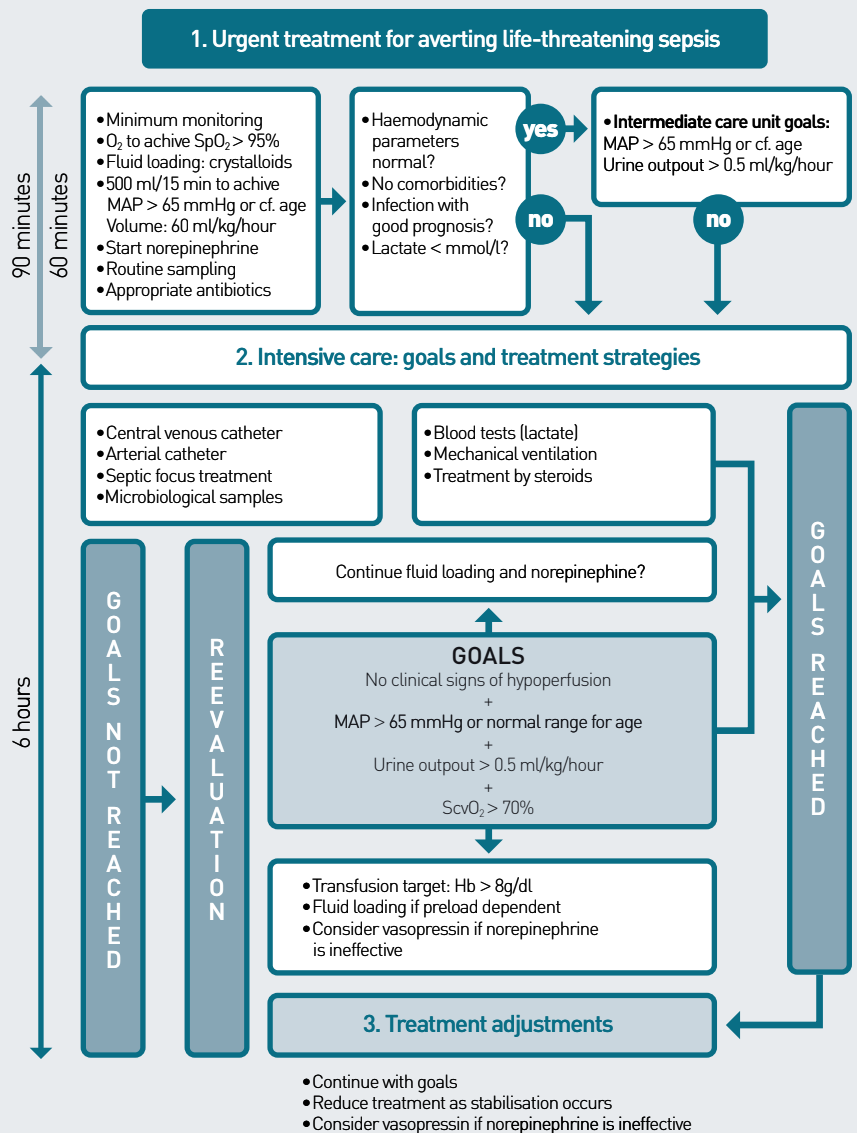 1. Urgent treatment for averting life-threatening sepsis
90 minutes
60 minutes
• Minimum monitoring
• O₂ to achive SpO₂ > 95%
• Fluid loading: crystalloids
• 500 ml/15 min to achive
MAP > 65 mmHg or cf. age
Volume: 60 ml/kg/hour
• Start norepinephrine
• Routine sampling
• Appropriate antibiotics
• Haemodynamic
parameters
normal?
• No comorbidities?
• Infection with
good prognosis?
• Lactate < mmol/l?
yes
no
• Intermediate care unit goals:
MAP > 65 mmHg or cf. age
Urine outpout > 0.5 ml/kg/hour
no
2. Intensive care: goals and treatment strategies
6 hours
• Central venous catheter
• Arterial catheter
• Septic focus treatment
• Microbiological samples
• Blood tests (lactate)
• Mechanical ventilation
• Treatment by steroids
GOALS NOT REACHED
REEVALUATION
Continue fluid loading and norepinephine?
GOALS
No clinical signs of hypoperfusion
+
MAP > 65 mmHg or normal range for age
+
Urine outpout > 0.5 ml/kg/hour
+
ScvO₂ > 70%
• Transfusion target: Hb > 8g/dl
• Fluid loading if preload dependent
• Consider vasopressin if norepinephrine
is ineffective
GOALS REACHED
3. Treatment adjustments
• Continue with goals
• Reduce treatment as stabilisation occurs
• Consider vasopressin if norepinephrine is ineffective